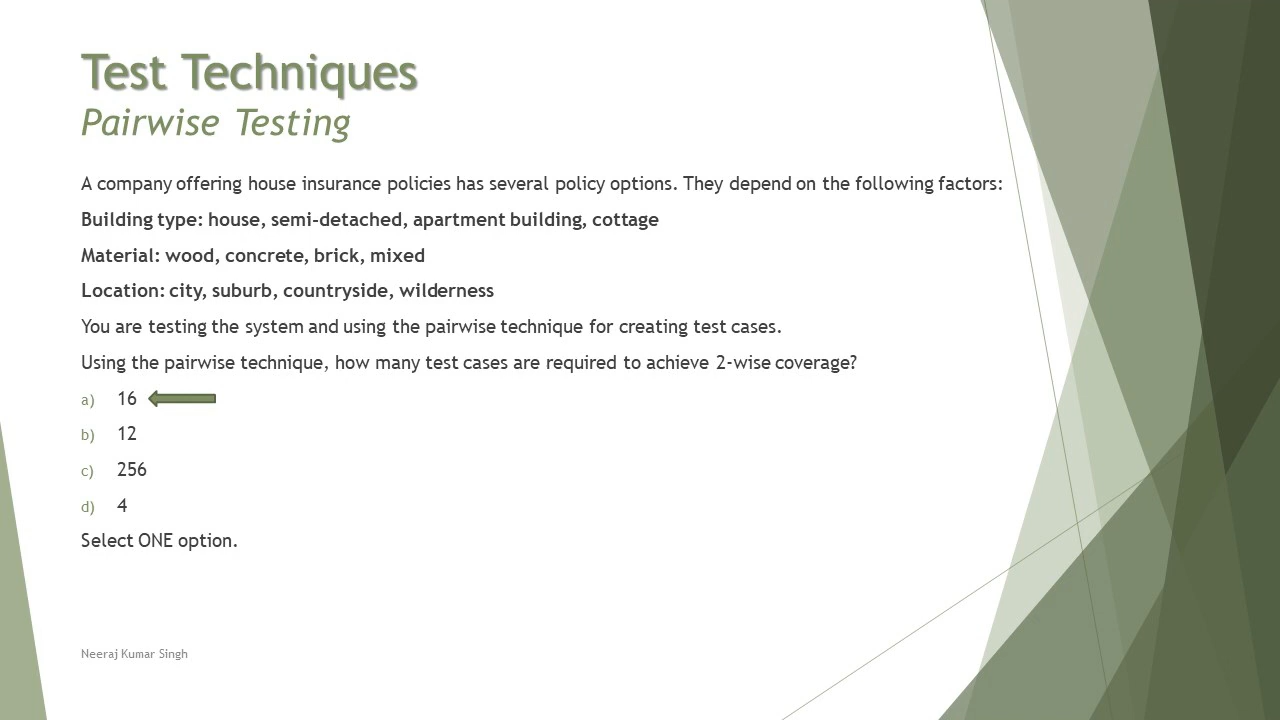 Test Techniques
Pairwise Testing
A company offering house insurance policies has several policy options. They depend on the following factors:
Building type: house, semi-detached, apartment building, cottage
Material: wood, concrete, brick, mixed
Location: city, suburb, countryside, wilderness
You are testing the system and using the pairwise technique for creating test cases.
Using the pairwise technique, how many test cases are required to achieve 2-wise coverage?
a) 16
b) 12
c) 256
d) 4
Select ONE option.
Neeraj Kumar Singh